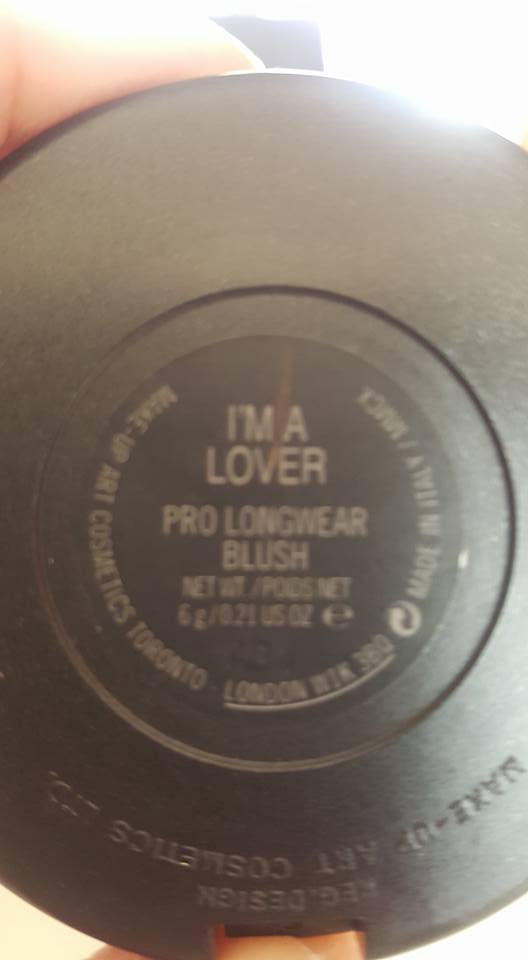 I'M A
LOVER
PRO LONGWEAR
BLUSH
NET WT./POIDS NET
6 g/0.21 US OZ ℮
MAKE-UP ART COSMETICS TORONTO · LONDON W1K 3BQ
MADE IN ITALY / MMCX
MAKE-UP ART COSMETICS LTD.
REG.DESIGN